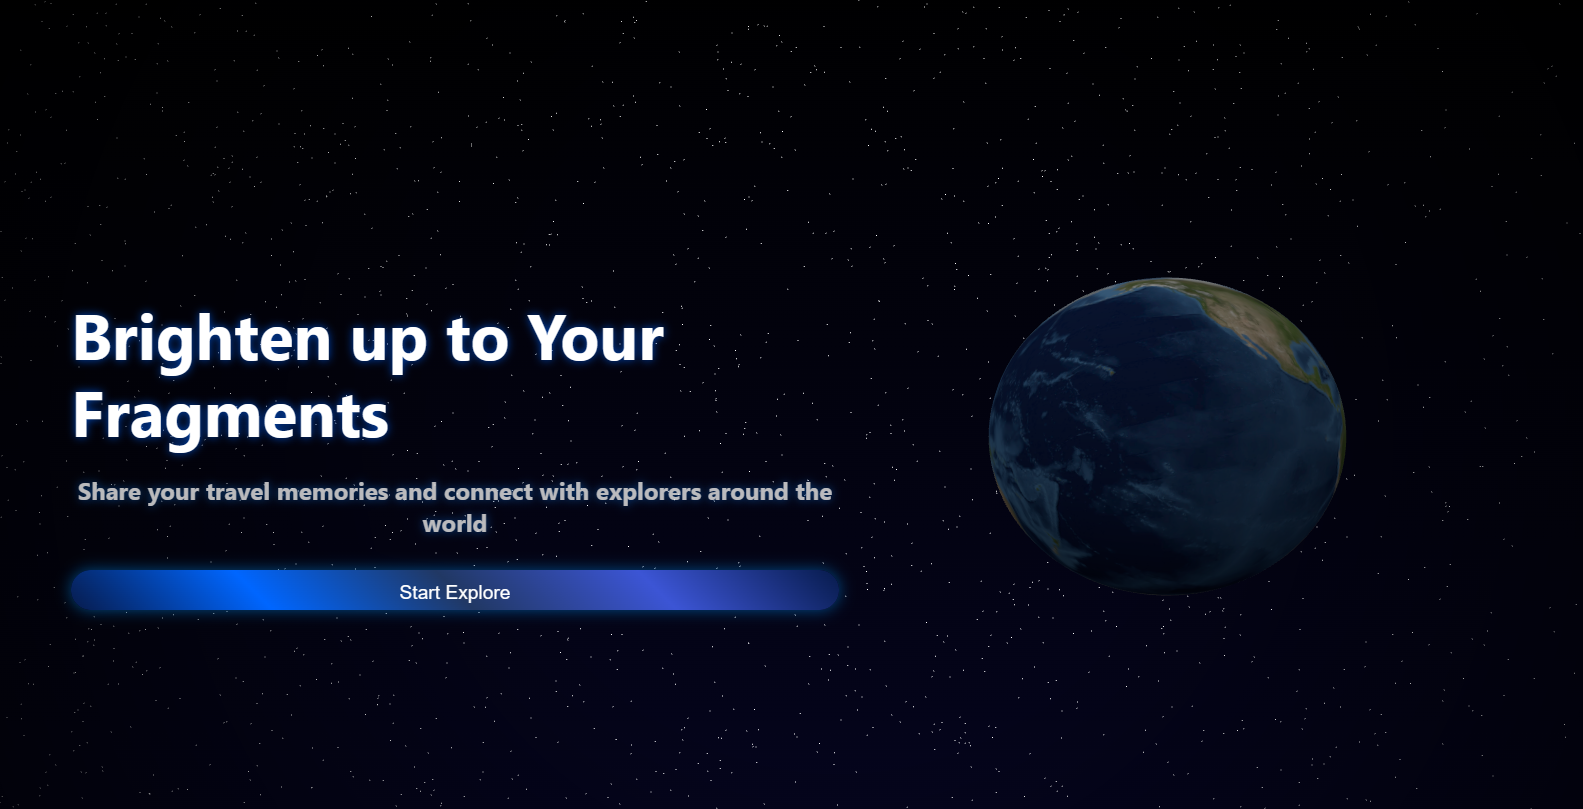 Brighten up to Your
Fragments
Share your travel memories and connect with explorers around the
world
Start Explore